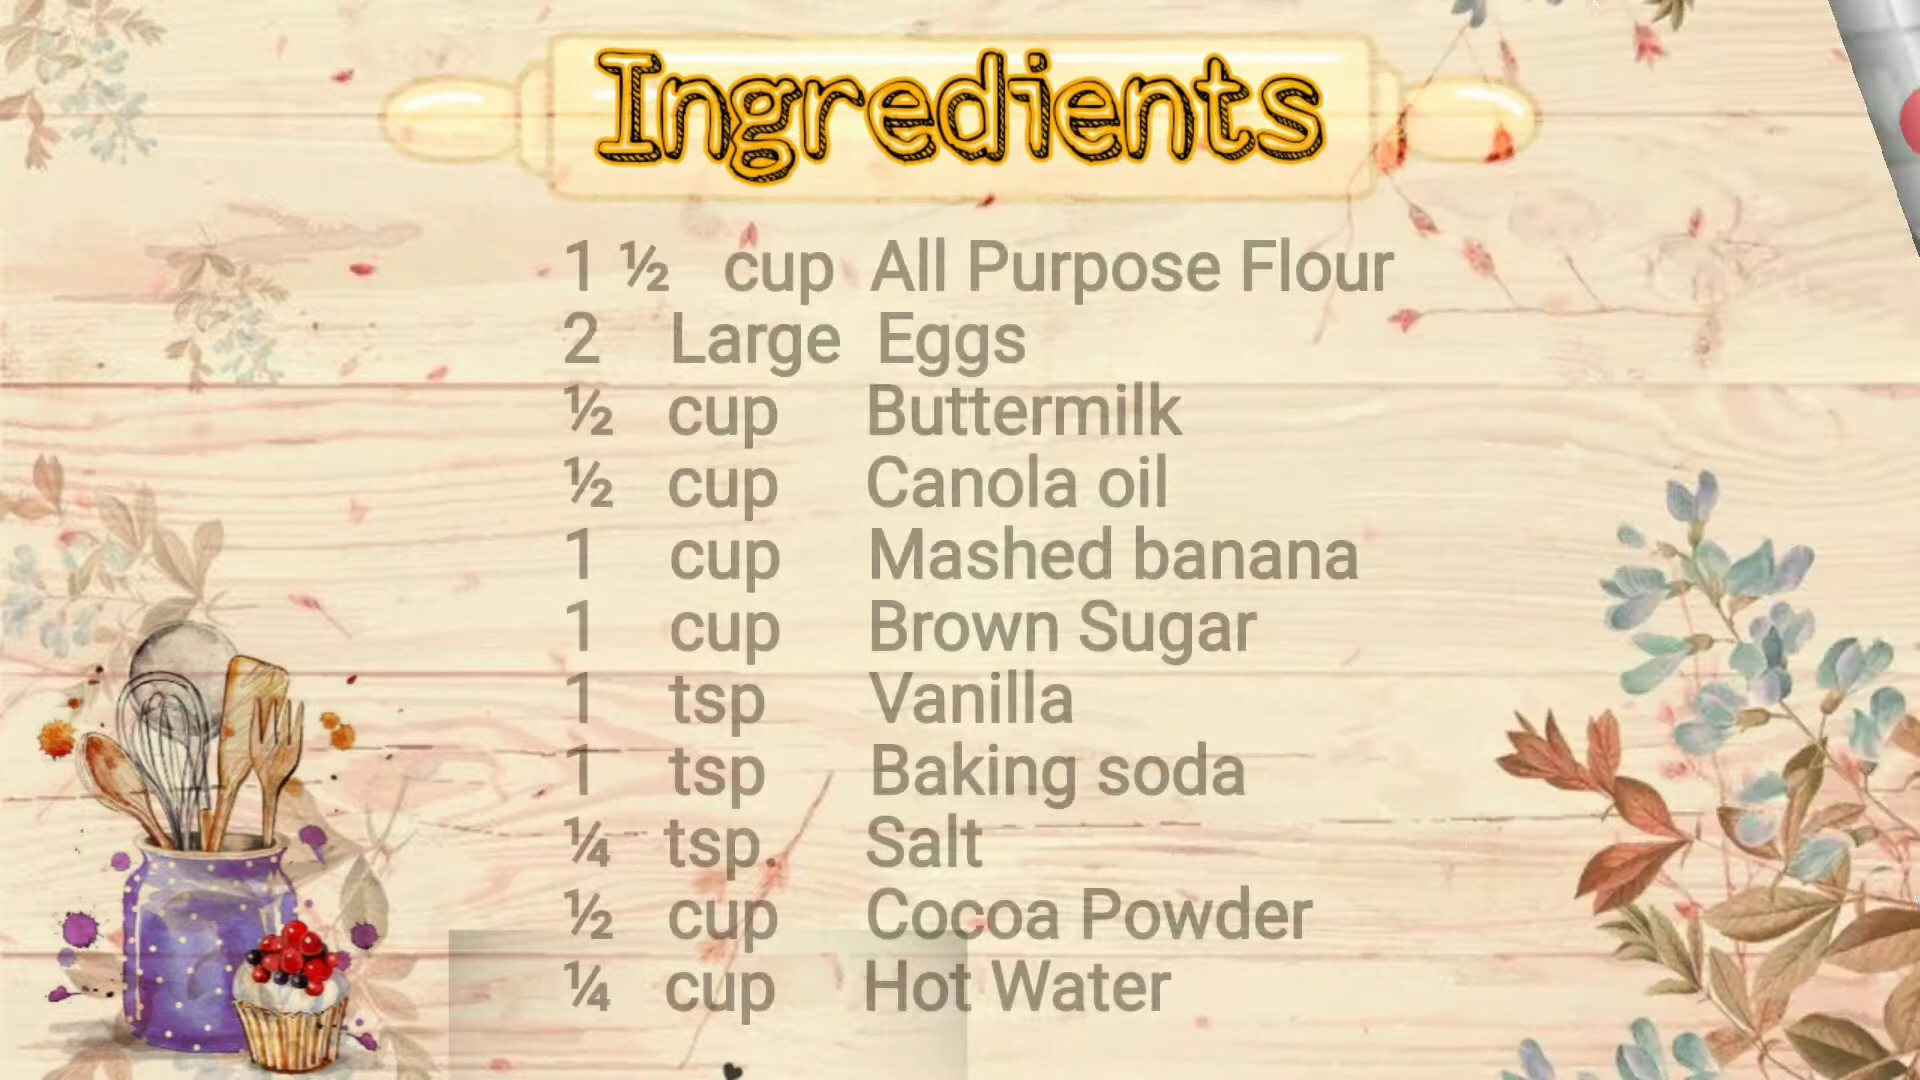 Ingredients
1 ½ cup All Purpose Flour
2 Large Eggs
½ cup Buttermilk
½ cup Canola oil
1 cup Mashed banana
1 cup Brown Sugar
1 tsp Vanilla
1 tsp Baking soda
¼ tsp. Salt
½ cup Cocoa Powder
¼ cup Hot Water